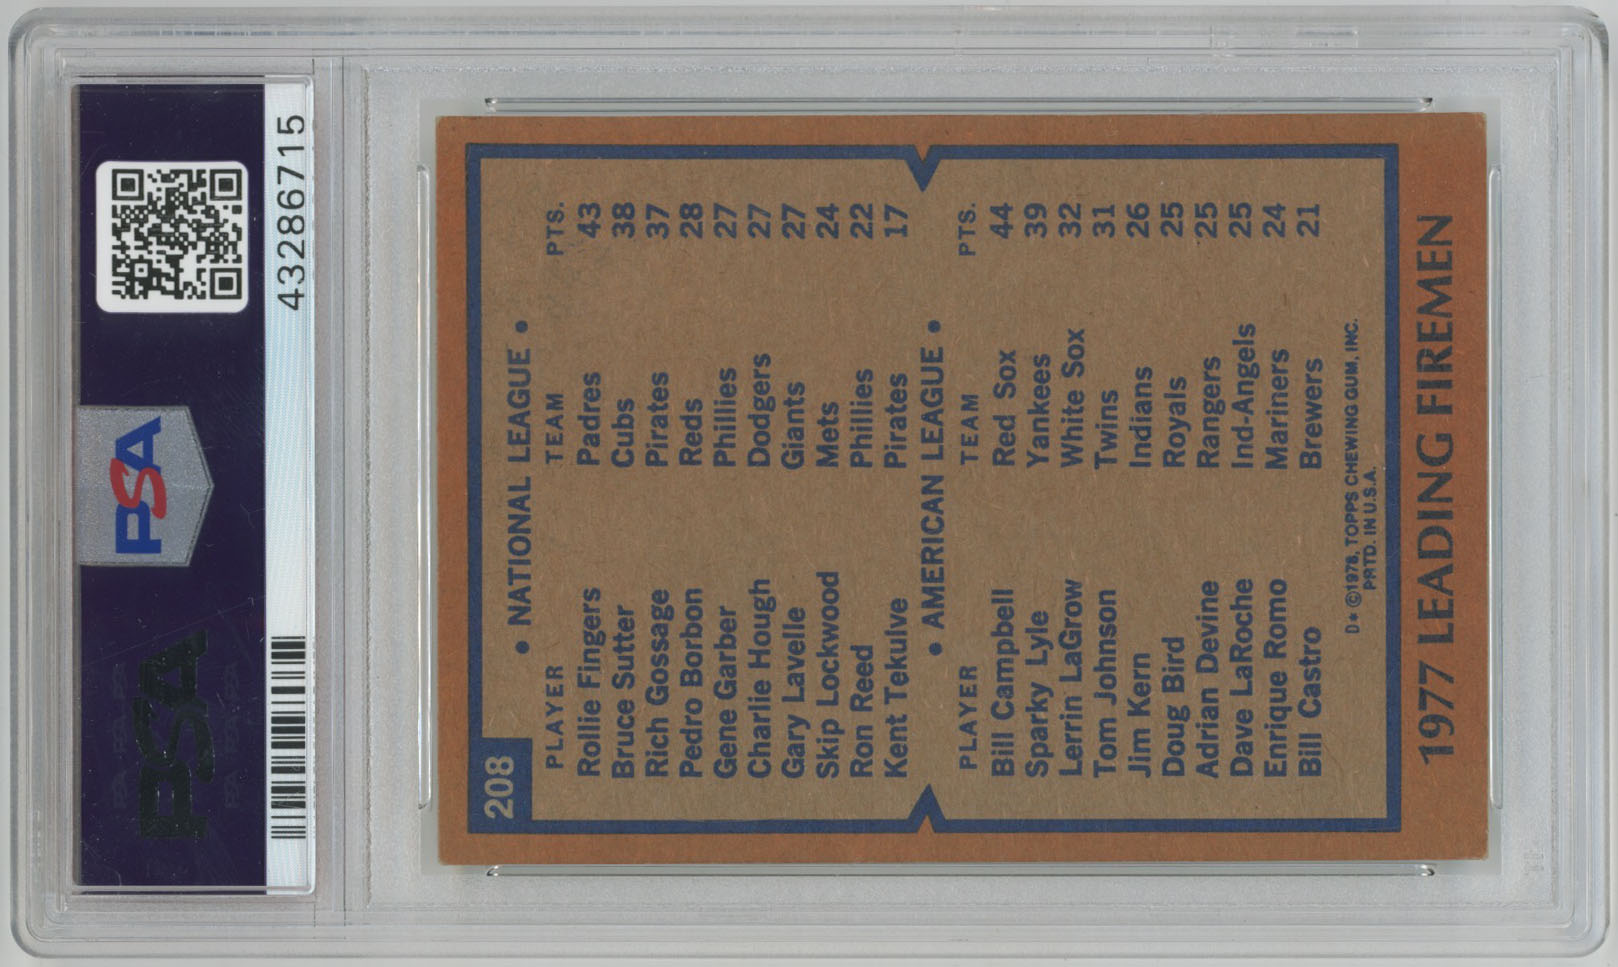 PSA
PSA
43286715
208
• NATIONAL LEAGUE •
PLAYER TEAM PTS.
Rollie Fingers Padres 43
Bruce Sutter Cubs 38
Rich Gossage Pirates 37
Pedro Borbon Reds 28
Gene Garber Phillies 27
Charlie Hough Dodgers 27
Gary Lavelle Giants 27
Skip Lockwood Mets 24
Ron Reed Phillies 22
Kent Tekulve Pirates 17
• AMERICAN LEAGUE •
PLAYER TEAM PTS.
Bill Campbell Red Sox 44
Sparky Lyle Yankees 39
Lerrin LaGrow White Sox 32
Tom Johnson Twins 31
Jim Kern Indians 26
Doug Bird Royals 25
Adrian Devine Rangers 25
Dave LaRoche Ind-Angels 25
Enrique Romo Mariners 24
Bill Castro Brewers 21
D* ©1978, TOPPS CHEWING GUM, INC.
PRTD. IN U.S.A.
1977 LEADING FIREMEN